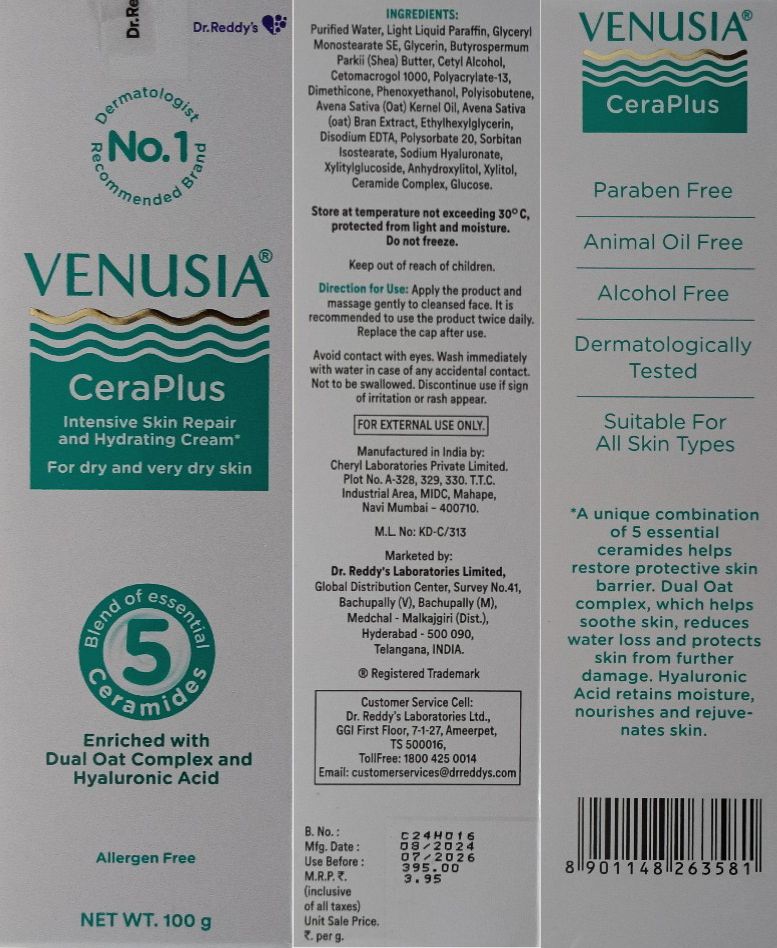 Dr.Re
Dr.Reddy's
Dermatologist
No.1
Recommended Brand
VENUSIA®
CeraPlus
Intensive Skin Repair
and Hydrating Cream*
For dry and very dry skin
Blend of essential
5
Ceramides
Enriched with
Dual Oat Complex and
Hyaluronic Acid
Allergen Free
NET WT. 100 g
INGREDIENTS:
Purified Water, Light Liquid Paraffin, Glyceryl
Monostearate SE, Glycerin, Butyrospermum
Parkii (Shea) Butter, Cetyl Alcohol,
Cetomacrogol 1000, Polyacrylate-13,
Dimethicone, Phenoxyethanol, Polyisobutene,
Avena Sativa (Oat) Kernel Oil, Avena Sativa
(oat) Bran Extract, Ethylhexylglycerin,
Disodium EDTA, Polysorbate 20, Sorbitan
Isostearate, Sodium Hyaluronate,
Xylitylglucoside, Anhydroxylitol, Xylitol,
Ceramide Complex, Glucose.
Store at temperature not exceeding 30°C,
protected from light and moisture.
Do not freeze.
Keep out of reach of children.
Direction for Use: Apply the product and
massage gently to cleansed face. It is
recommended to use the product twice daily.
Replace the cap after use.
Avoid contact with eyes. Wash immediately
with water in case of any accidental contact.
Not to be swallowed. Discontinue use if sign
of irritation or rash appear.
FOR EXTERNAL USE ONLY.
Manufactured in India by:
Cheryl Laboratories Private Limited.
Plot No. A-328, 329, 330. T.T.C.
Industrial Area, MIDC, Mahape,
Navi Mumbai - 400710.
M.L. No: KD-C/313
Marketed by:
Dr. Reddy's Laboratories Limited,
Global Distribution Center, Survey No.41,
Bachupally (V), Bachupally (M),
Medchal - Malkajgiri (Dist.),
Hyderabad - 500 090,
Telangana, INDIA.
® Registered Trademark
Customer Service Cell:
Dr. Reddy's Laboratories Ltd.,
GGI First Floor, 7-1-27, Ameerpet,
TS 500016,
TollFree: 1800 425 0014
Email: customerservices@drreddys.com
B. No. : C24H016
Mfg. Date : 08/2024
Use Before : 07/2026
M.R.P. ₹. 395.00
(inclusive 3.95
of all taxes)
Unit Sale Price.
₹. per g.
VENUSIA®
CeraPlus
Paraben Free
Animal Oil Free
Alcohol Free
Dermatologically
Tested
Suitable For
All Skin Types
*A unique combination
of 5 essential
ceramides helps
restore protective skin
barrier. Dual Oat
complex, which helps
soothe skin, reduces
water loss and protects
skin from further
damage. Hyaluronic
Acid retains moisture,
nourishes and rejuve-
nates skin.
8 901148 263581